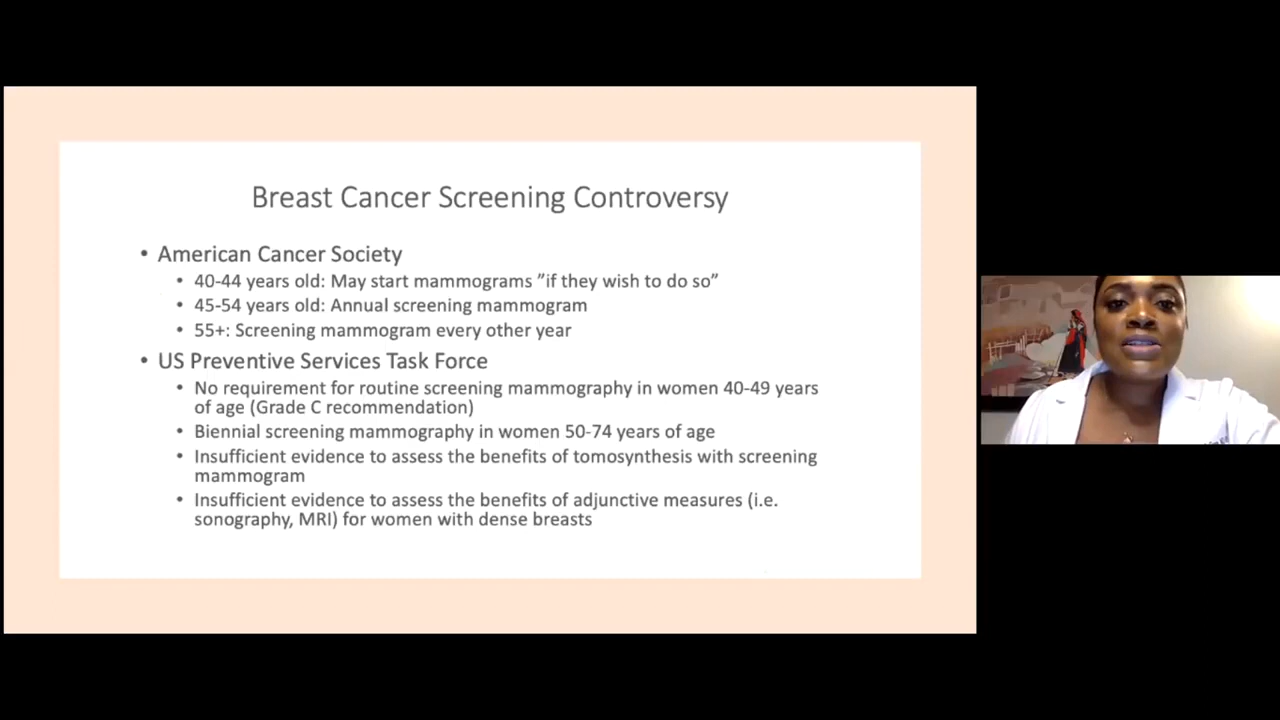 Breast Cancer Screening Controversy
• American Cancer Society
• 40-44 years old: May start mammograms ”if they wish to do so”
• 45-54 years old: Annual screening mammogram
• 55+: Screening mammogram every other year
• US Preventive Services Task Force
• No requirement for routine screening mammography in women 40-49 years
of age (Grade C recommendation)
• Biennial screening mammography in women 50-74 years of age
• Insufficient evidence to assess the benefits of tomosynthesis with screening
mammogram
• Insufficient evidence to assess the benefits of adjunctive measures (i.e.
sonography, MRI) for women with dense breasts